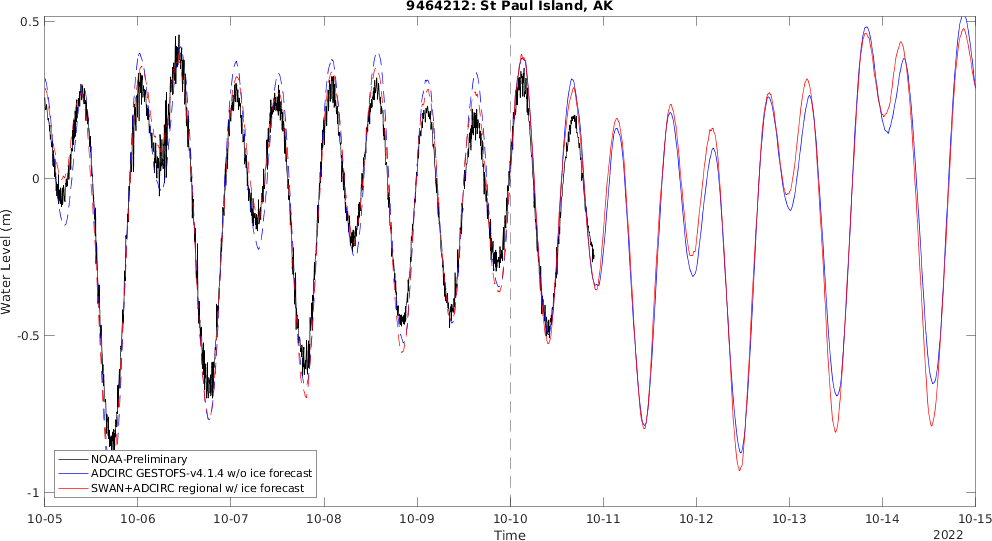 9464212: St Paul Island, AK
0.5
0
-0.5
-1
Water Level (m)
NOAA-Preliminary
ADCIRC GESTOFS-v4.1.4 w/o ice forecast
SWAN+ADCIRC regional w/ ice forecast
10-05 10-06 10-07 10-08 10-09 10-10 10-11 10-12 10-13 10-14 10-15
Time
2022